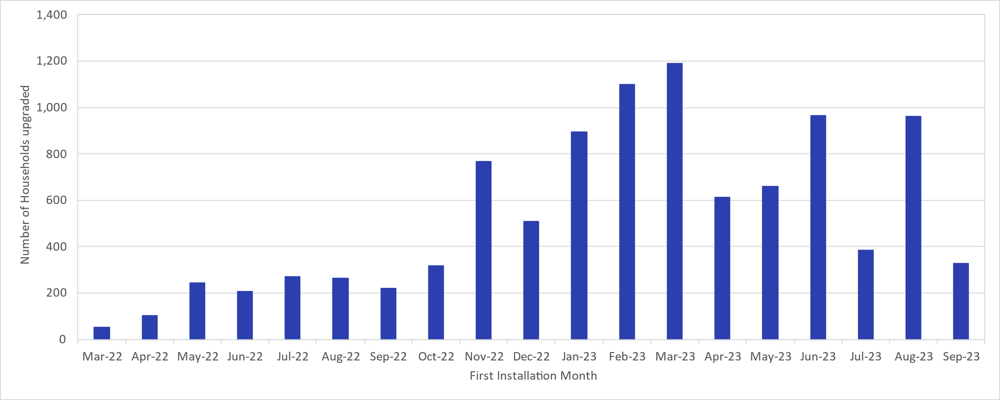 1,400
1,200
1,000
800
600
400
200
0
Number of Households upgraded
Mar-22 Apr-22 May-22 Jun-22 Jul-22 Aug-22 Sep-22 Oct-22 Nov-22 Dec-22 Jan-23 Feb-23 Mar-23 Apr-23 May-23 Jun-23 Jul-23 Aug-23 Sep-23
First Installation Month